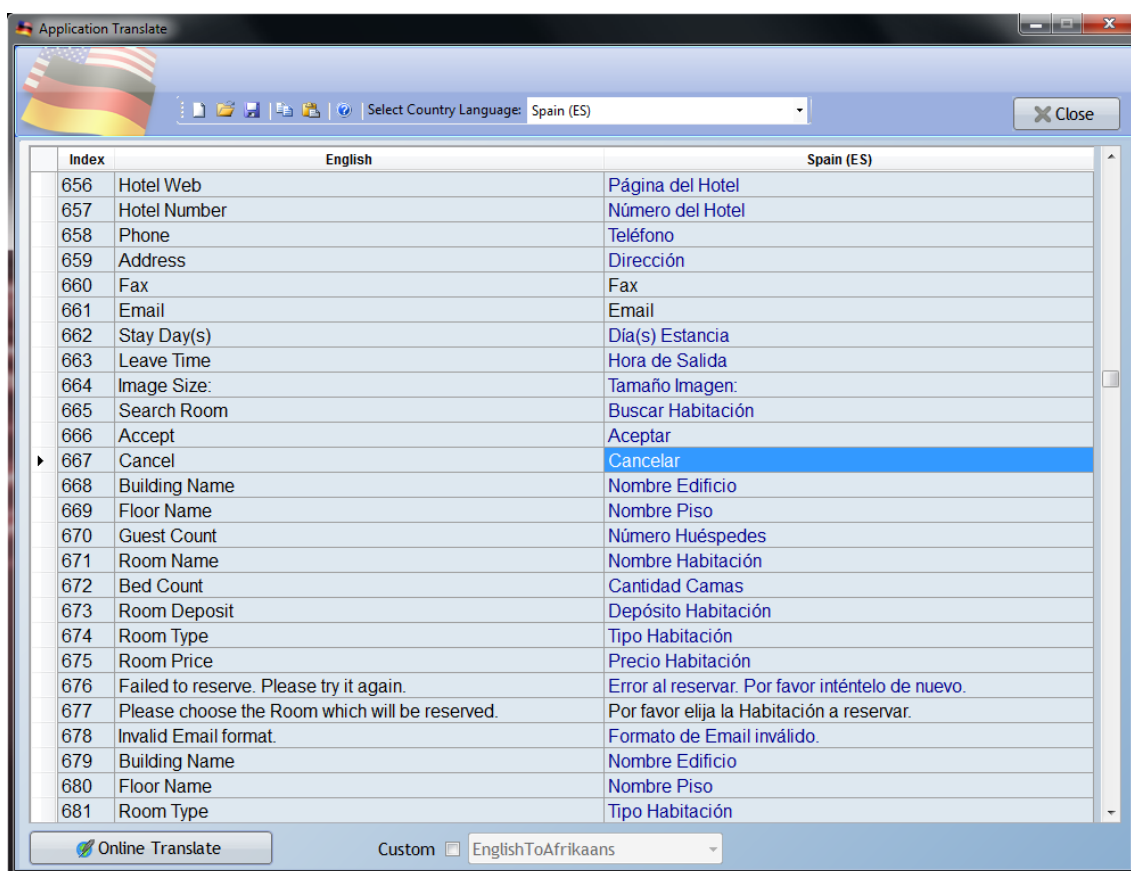 Application Translate
Select Country Language: Spain (ES)
Close
Index English Spain (ES)
656 Hotel Web Página del Hotel
657 Hotel Number Número del Hotel
658 Phone Teléfono
659 Address Dirección
660 Fax Fax
661 Email Email
662 Stay Day(s) Día(s) Estancia
663 Leave Time Hora de Salida
664 Image Size: Tamaño Imagen:
665 Search Room Buscar Habitación
666 Accept Aceptar
667 Cancel Cancelar
668 Building Name Nombre Edificio
669 Floor Name Nombre Piso
670 Guest Count Número Huéspedes
671 Room Name Nombre Habitación
672 Bed Count Cantidad Camas
673 Room Deposit Depósito Habitación
674 Room Type Tipo Habitación
675 Room Price Precio Habitación
676 Failed to reserve. Please try it again. Error al reservar. Por favor inténtelo de nuevo.
677 Please choose the Room which will be reserved. Por favor elija la Habitación a reservar.
678 Invalid Email format. Formato de Email inválido.
679 Building Name Nombre Edificio
680 Floor Name Nombre Piso
681 Room Type Tipo Habitación
Online Translate Custom EnglishToAfrikaans